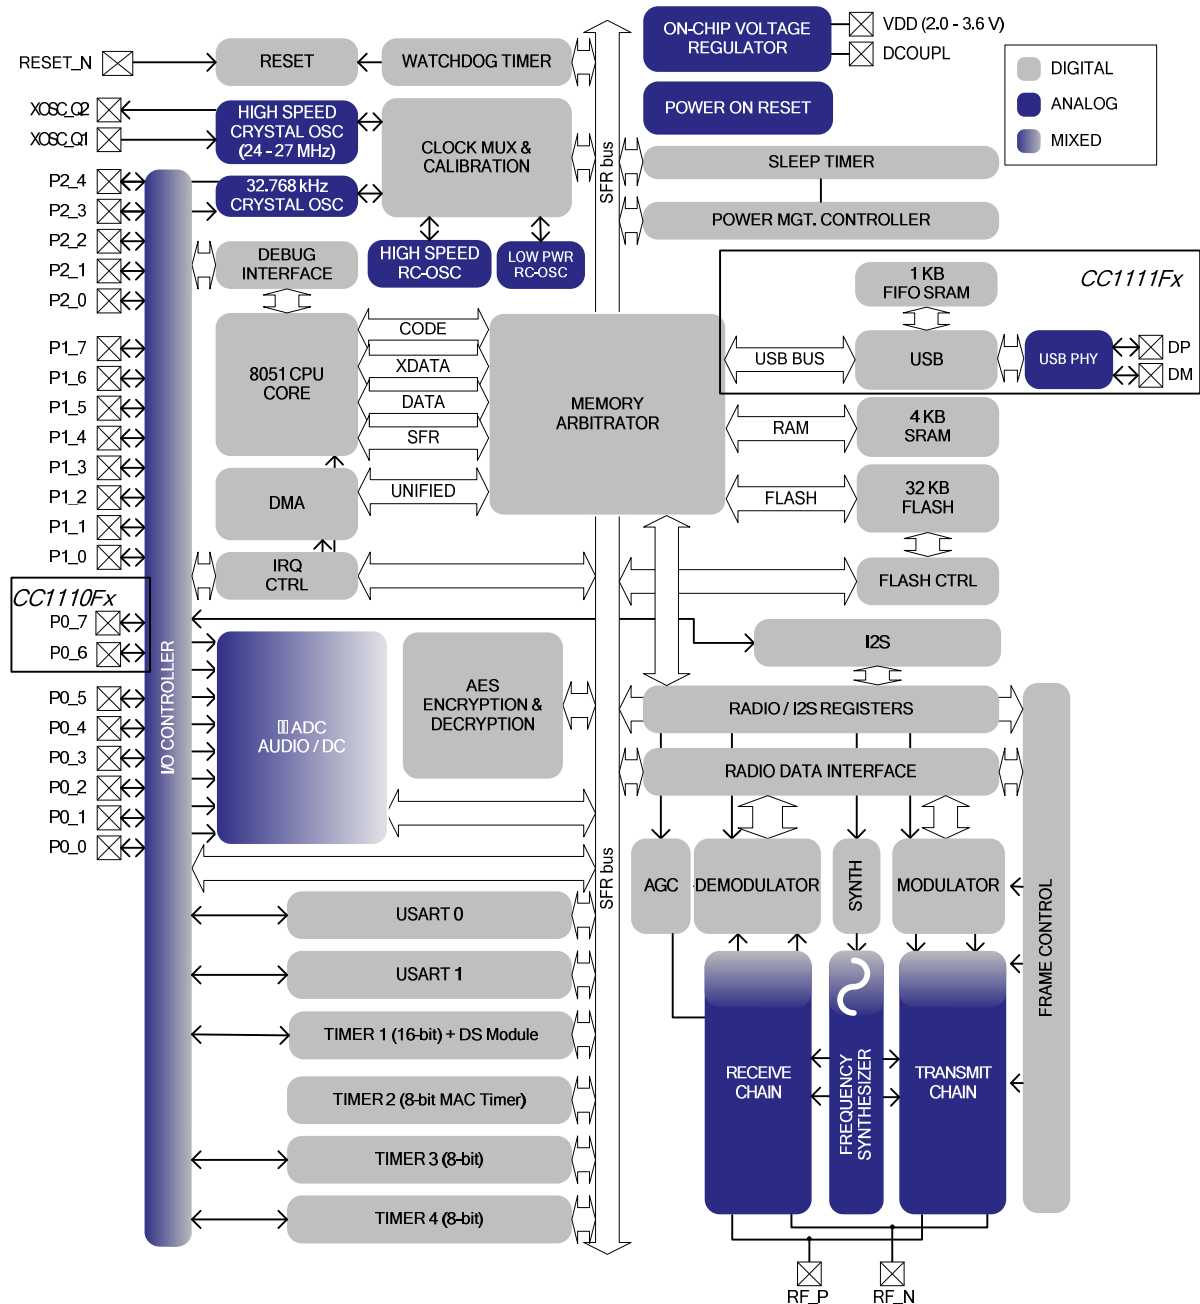 RESET_N
XOSC_Q2
XOSC_Q1
P2_4
P2_3
P2_2
P2_1
P2_0
P1_7
P1_6
P1_5
P1_4
P1_3
P1_2
P1_1
P1_0
CC1110Fx
P0_7
P0_6
P0_5
P0_4
P0_3
P0_2
P0_1
P0_0
I/O CONTROLLER
RESET
WATCHDOG TIMER
HIGH SPEED
CRYSTAL OSC
(24 - 27 MHz)
CLOCK MUX &
CALIBRATION
32.768 kHz
CRYSTAL OSC
DEBUG
INTERFACE
HIGH SPEED
RC-OSC
LOW PWR
RC-OSC
8051 CPU
CORE
CODE
XDATA
DATA
SFR
UNIFIED
DMA
IRQ
CTRL
MEMORY
ARBITRATOR
SFR bus
ADC
AUDIO / DC
AES
ENCRYPTION &
DECRYPTION
USART 0
USART 1
TIMER 1 (16-bit) + DS Module
TIMER 2 (8-bit MAC Timer)
TIMER 3 (8-bit)
TIMER 4 (8-bit)
SFR bus
ON-CHIP VOLTAGE
REGULATOR
VDD (2.0 - 3.6 V)
DCOUPL
POWER ON RESET
DIGITAL
ANALOG
MIXED
SLEEP TIMER
POWER MGT. CONTROLLER
CC1111Fx
1 KB
FIFO SRAM
USB BUS
USB
USB PHY
DP
DM
RAM
4 KB
SRAM
FLASH
32 KB
FLASH
FLASH CTRL
I2S
RADIO / I2S REGISTERS
RADIO DATA INTERFACE
AGC
DEMODULATOR
SYNTH
MODULATOR
FRAME CONTROL
RECEIVE
CHAIN
FREQUENCY
SYNTHESIZER
TRANSMIT
CHAIN
RF_P
RF_N